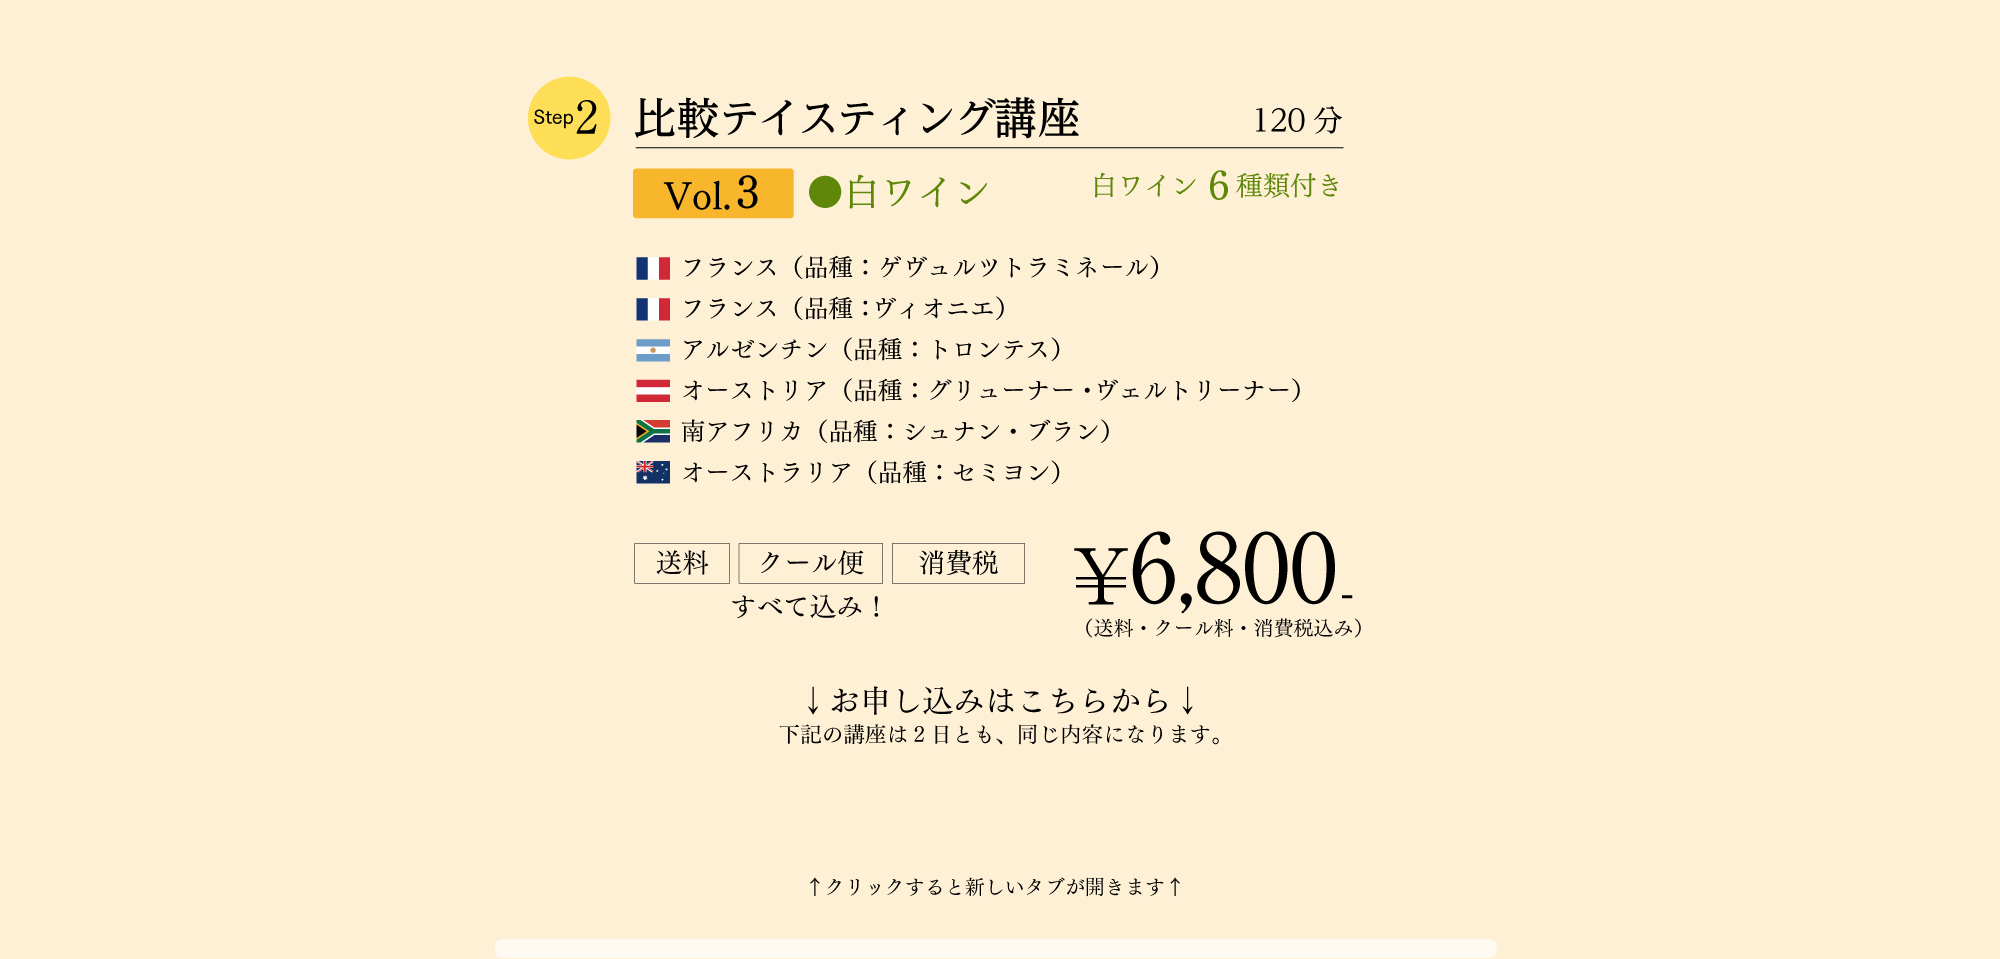 Step2 比較テイスティング講座 120分
Vol.3 ●白ワイン 白ワイン 6種類付き
フランス（品種：ゲヴュルツトラミネール）
フランス（品種：ヴィオニエ）
アルゼンチン（品種：トロンテス）
オーストリア（品種：グリューナー・ヴェルトリーナー）
南アフリカ（品種：シュナン・ブラン）
オーストラリア（品種：セミヨン）
送料 クール便 消費税
すべて込み！
¥6,800-
（送料・クール料・消費税込み）
↓お申し込みはこちらから↓
下記の講座は２日とも、同じ内容になります。
↑クリックすると新しいタブが開きます↑